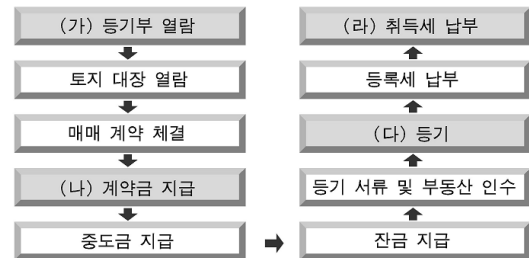 (가) 등기부 열람
토지 대장 열람
매매 계약 체결
(나) 계약금 지급
중도금 지급
잔금 지급
등기 서류 및 부동산 인수
(다) 등기
등록세 납부
(라) 취득세 납부